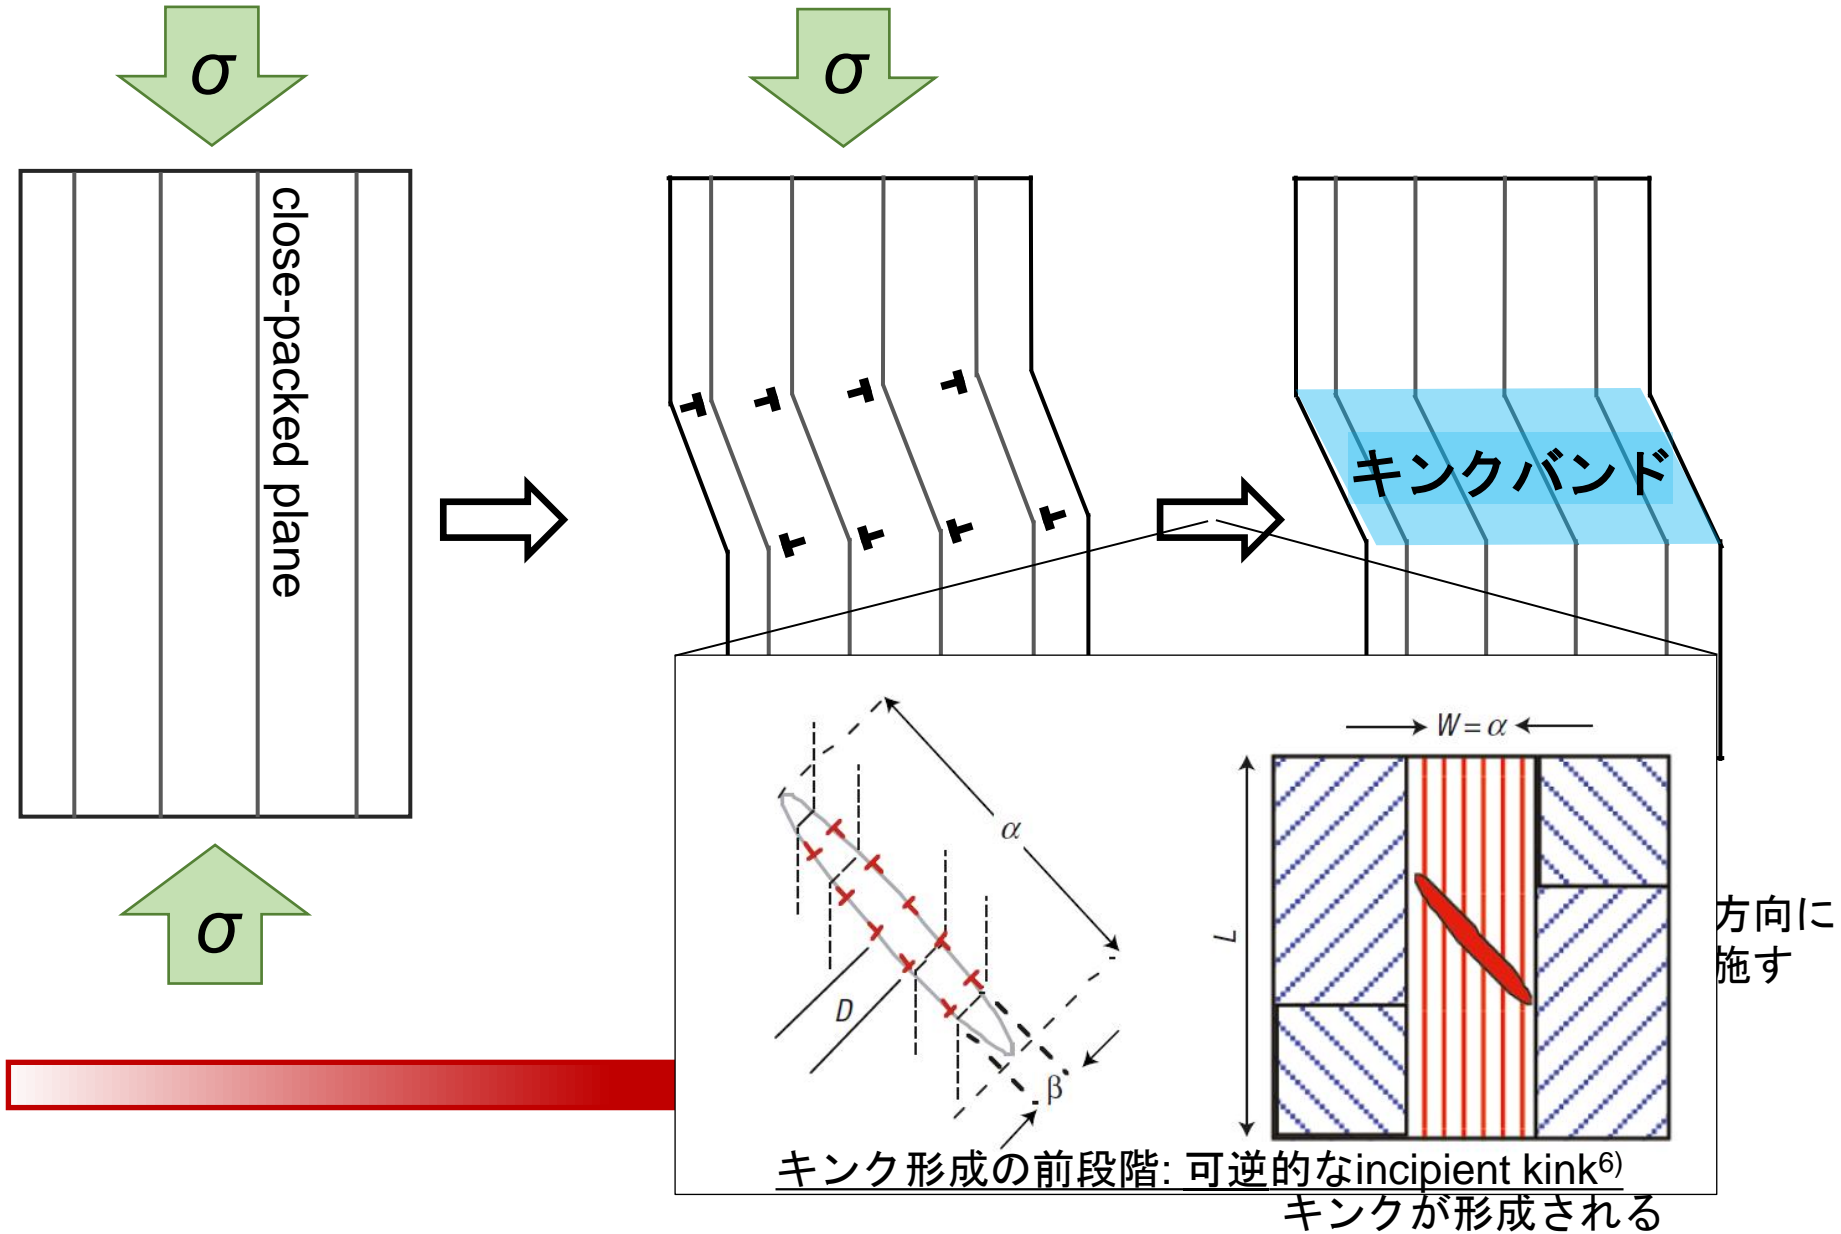 σ
σ
close-packed plane
キンクバンド
σ
W = α
α
L
D
β
方向に
施す
キンク形成の前段階: 可逆的なincipient kink6)
キンクが形成される